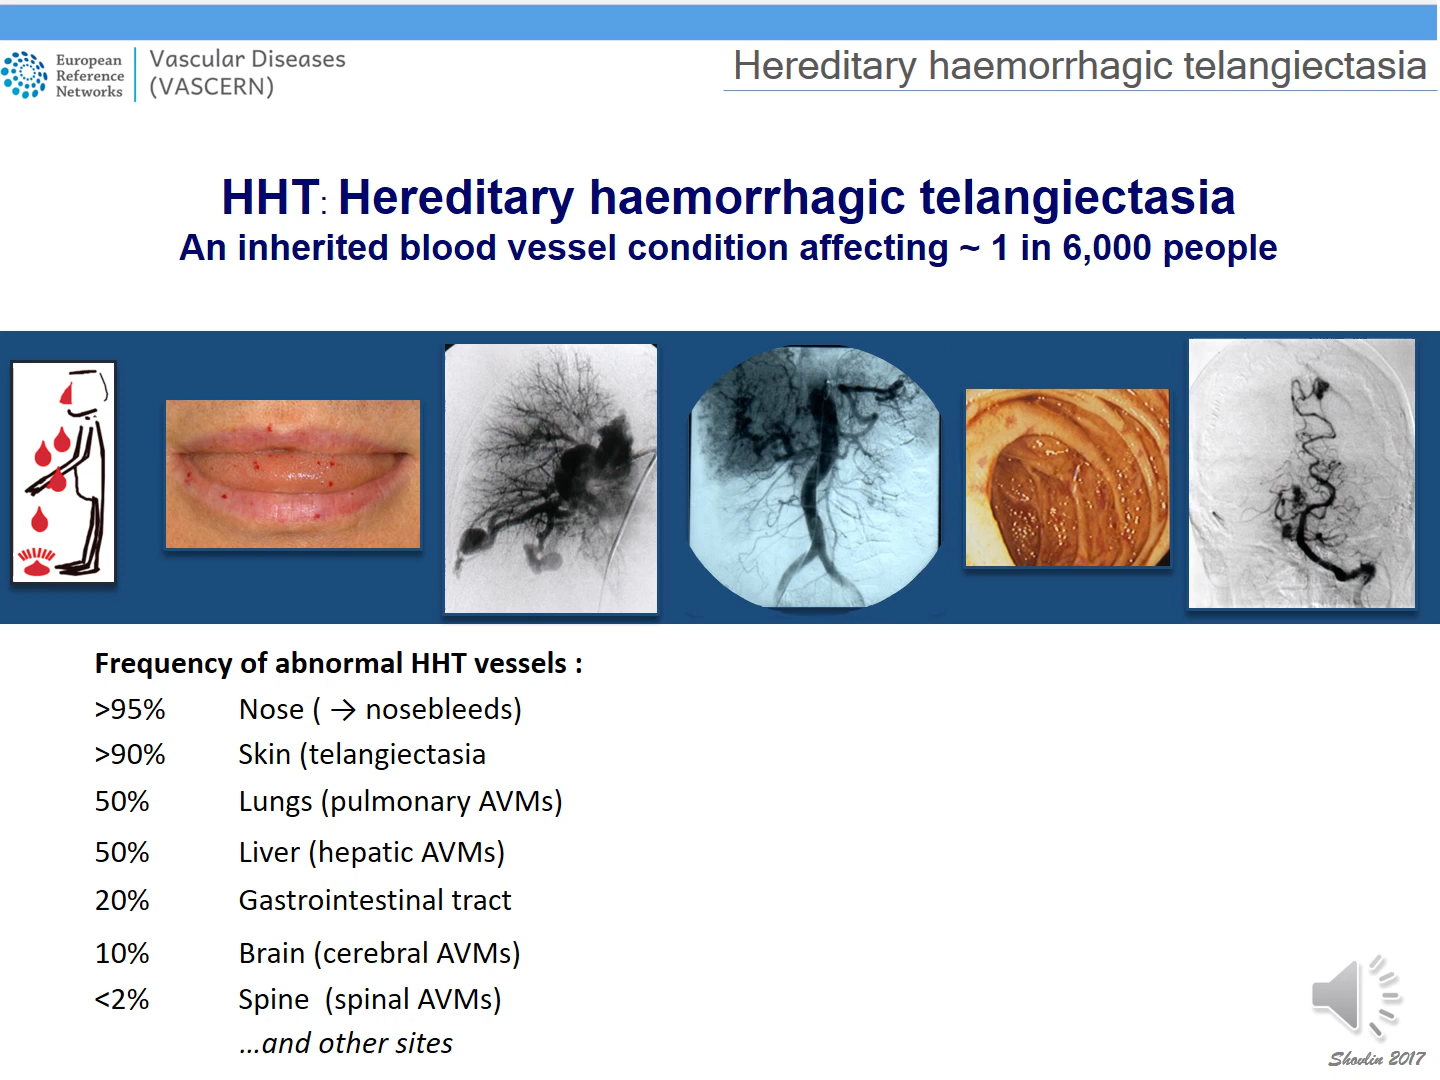 European
Reference
Networks
Vascular Diseases
(VASCERN)
Hereditary haemorrhagic telangiectasia
HHT: Hereditary haemorrhagic telangiectasia
An inherited blood vessel condition affecting ~ 1 in 6,000 people
Frequency of abnormal HHT vessels :
>95% Nose ( → nosebleeds)
>90% Skin (telangiectasia
50% Lungs (pulmonary AVMs)
50% Liver (hepatic AVMs)
20% Gastrointestinal tract
10% Brain (cerebral AVMs)
<2% Spine (spinal AVMs)
...and other sites
Shovlin 2017